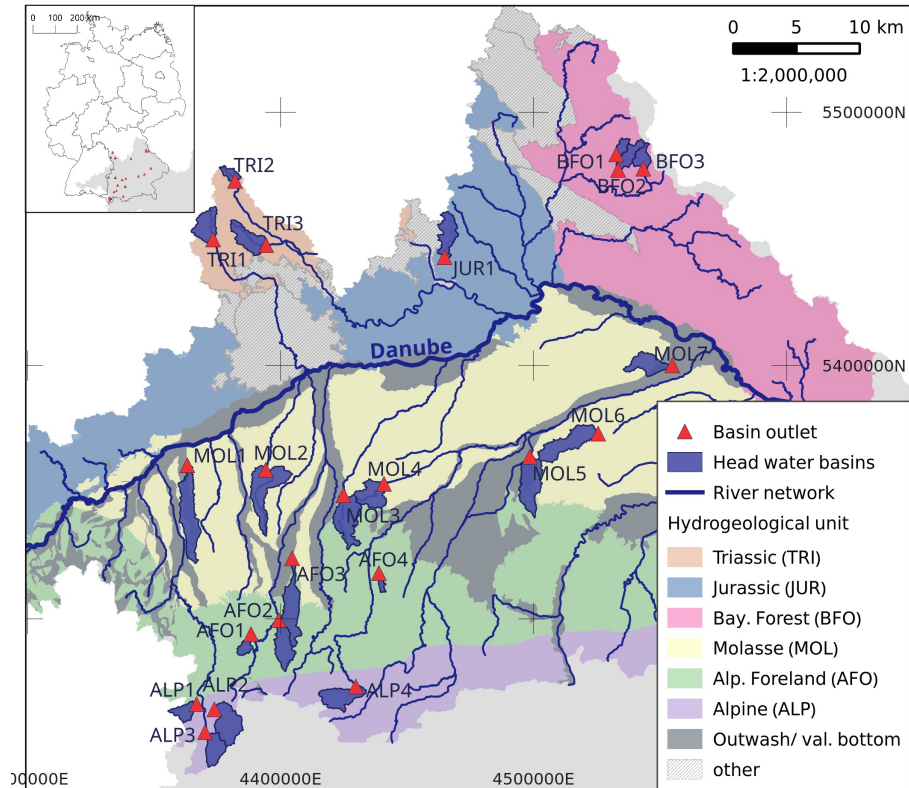 0 100 200 km
0 5 10 km
1:2,000,000
5500000N
TRI2
BFO1
BFO3
BFO2
TRI3
TRI1
JUR1
Danube
MOL7
5400000N
MOL6
MOL1
MOL2
MOL4
MOL5
MOL3
AFO4
AFO3
AFO2
AFO1
ALP1
ALP2
ALP4
ALP3
Basin outlet
Head water basins
River network
Hydrogeological unit
Triassic (TRI)
Jurassic (JUR)
Bay. Forest (BFO)
Molasse (MOL)
Alp. Foreland (AFO)
Alpine (ALP)
Outwash/ val. bottom
other
00000E
4400000E
4500000E